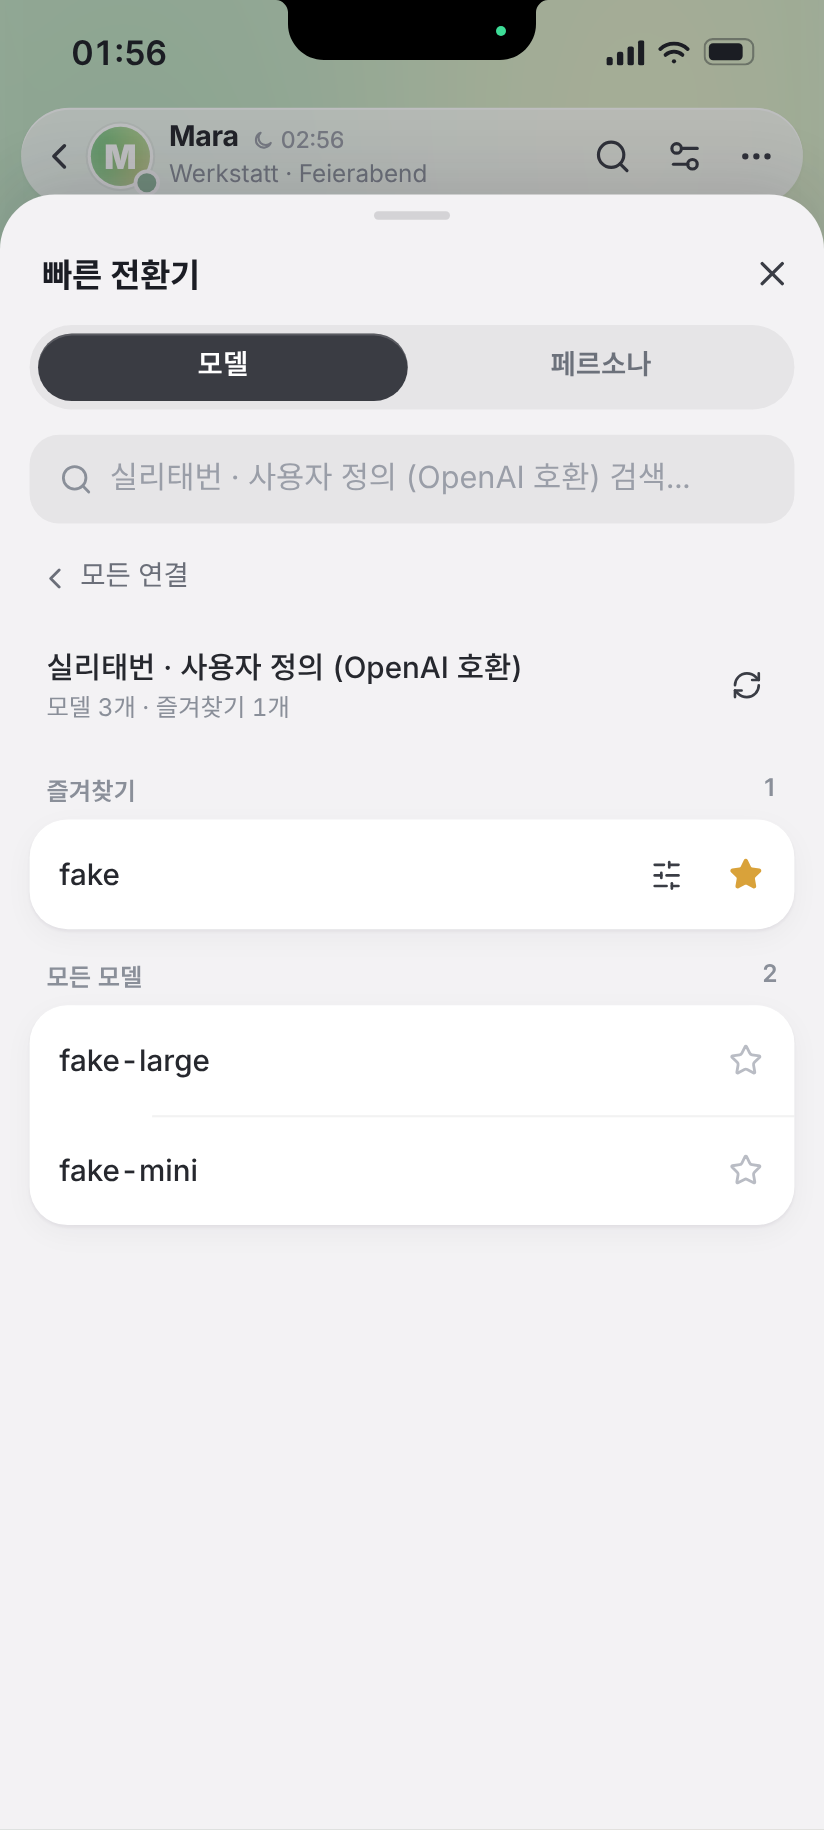 01:56
M
Mara 02:56
Werkstatt · Feierabend
빠른 전환기
모델
페르소나
실리태번 · 사용자 정의 (OpenAI 호환) 검색...
모든 연결
실리태번 · 사용자 정의 (OpenAI 호환)
모델 3개 · 즐겨찾기 1개
즐겨찾기 1
fake
모든 모델 2
fake-large
fake-mini